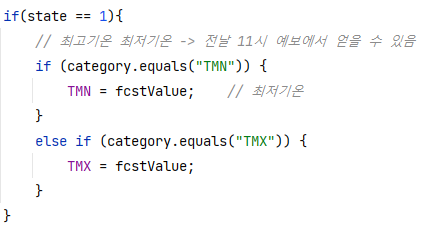 if(state == 1){
    // 최고기온 최저기온 -> 전날 11시 예보에서 얻을 수 있음
    if (category.equals("TMN")) {
        TMN = fcstValue;    // 최저기온
    }
    else if (category.equals("TMX")) {
        TMX = fcstValue;
    }
}